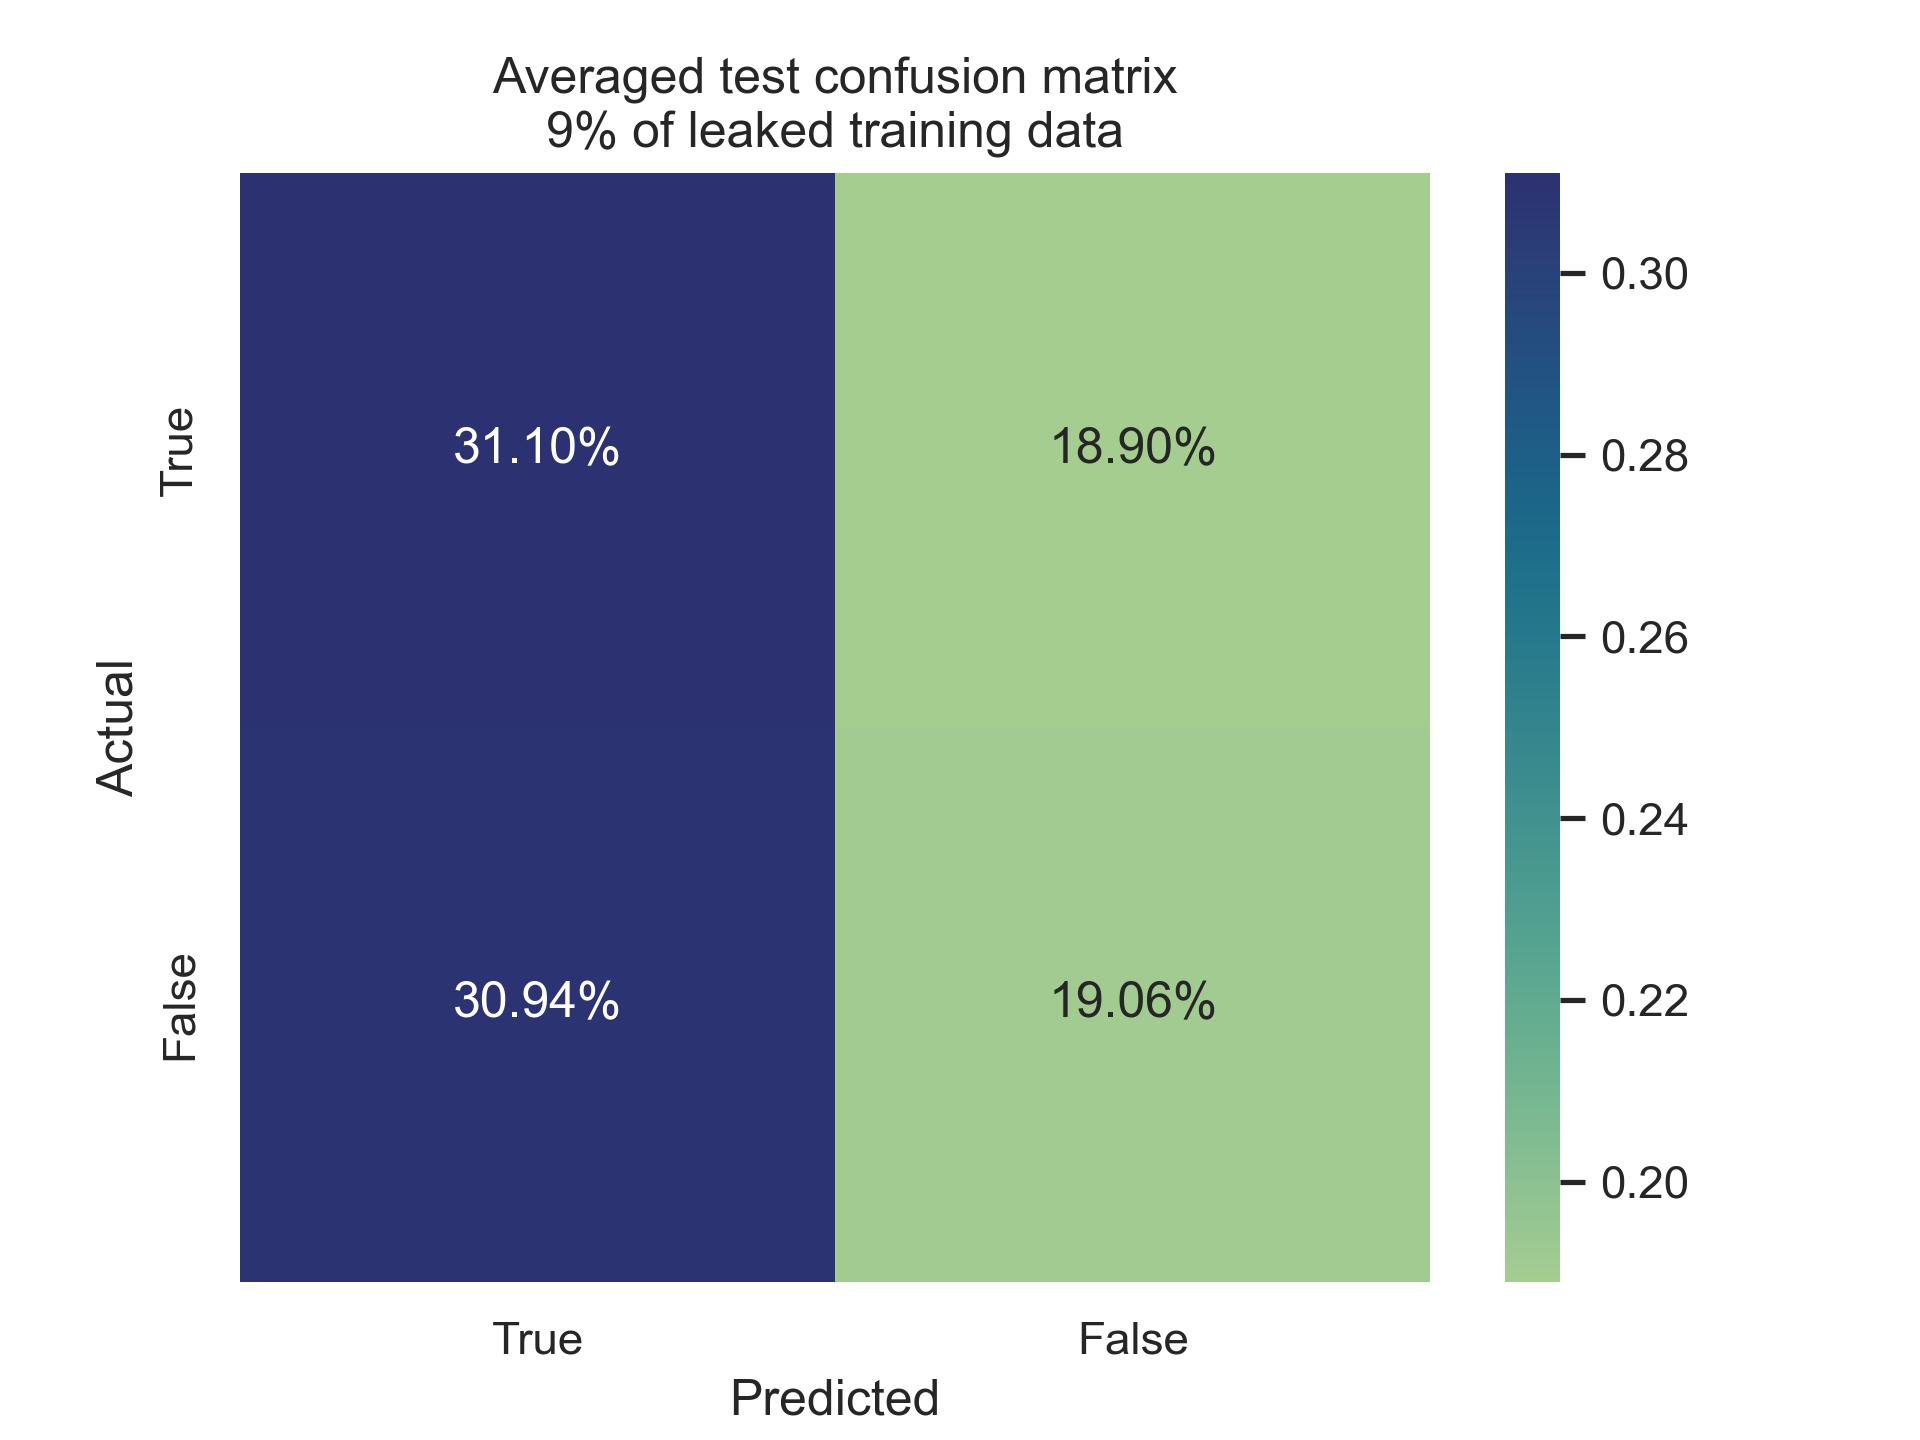 Averaged test confusion matrix
9% of leaked training data
Actual
True
False
31.10%
18.90%
30.94%
19.06%
True
False
Predicted
0.30
0.28
0.26
0.24
0.22
0.20